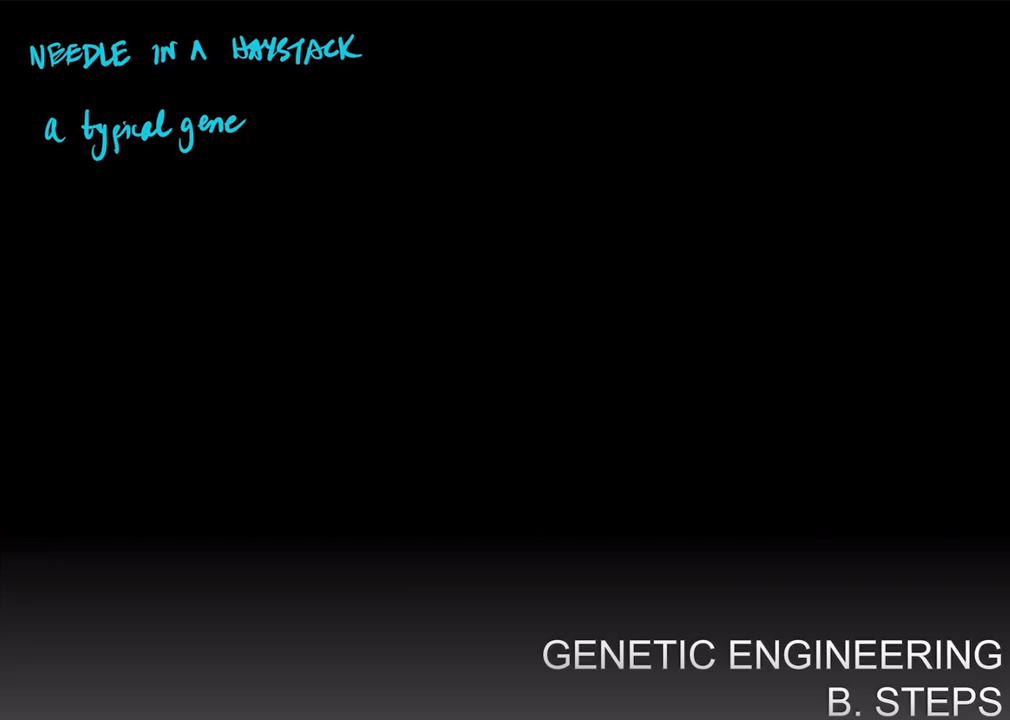 NEEDLE IN A HAYSTACK
a typical gene
GENETIC ENGINEERING
B. STEPS